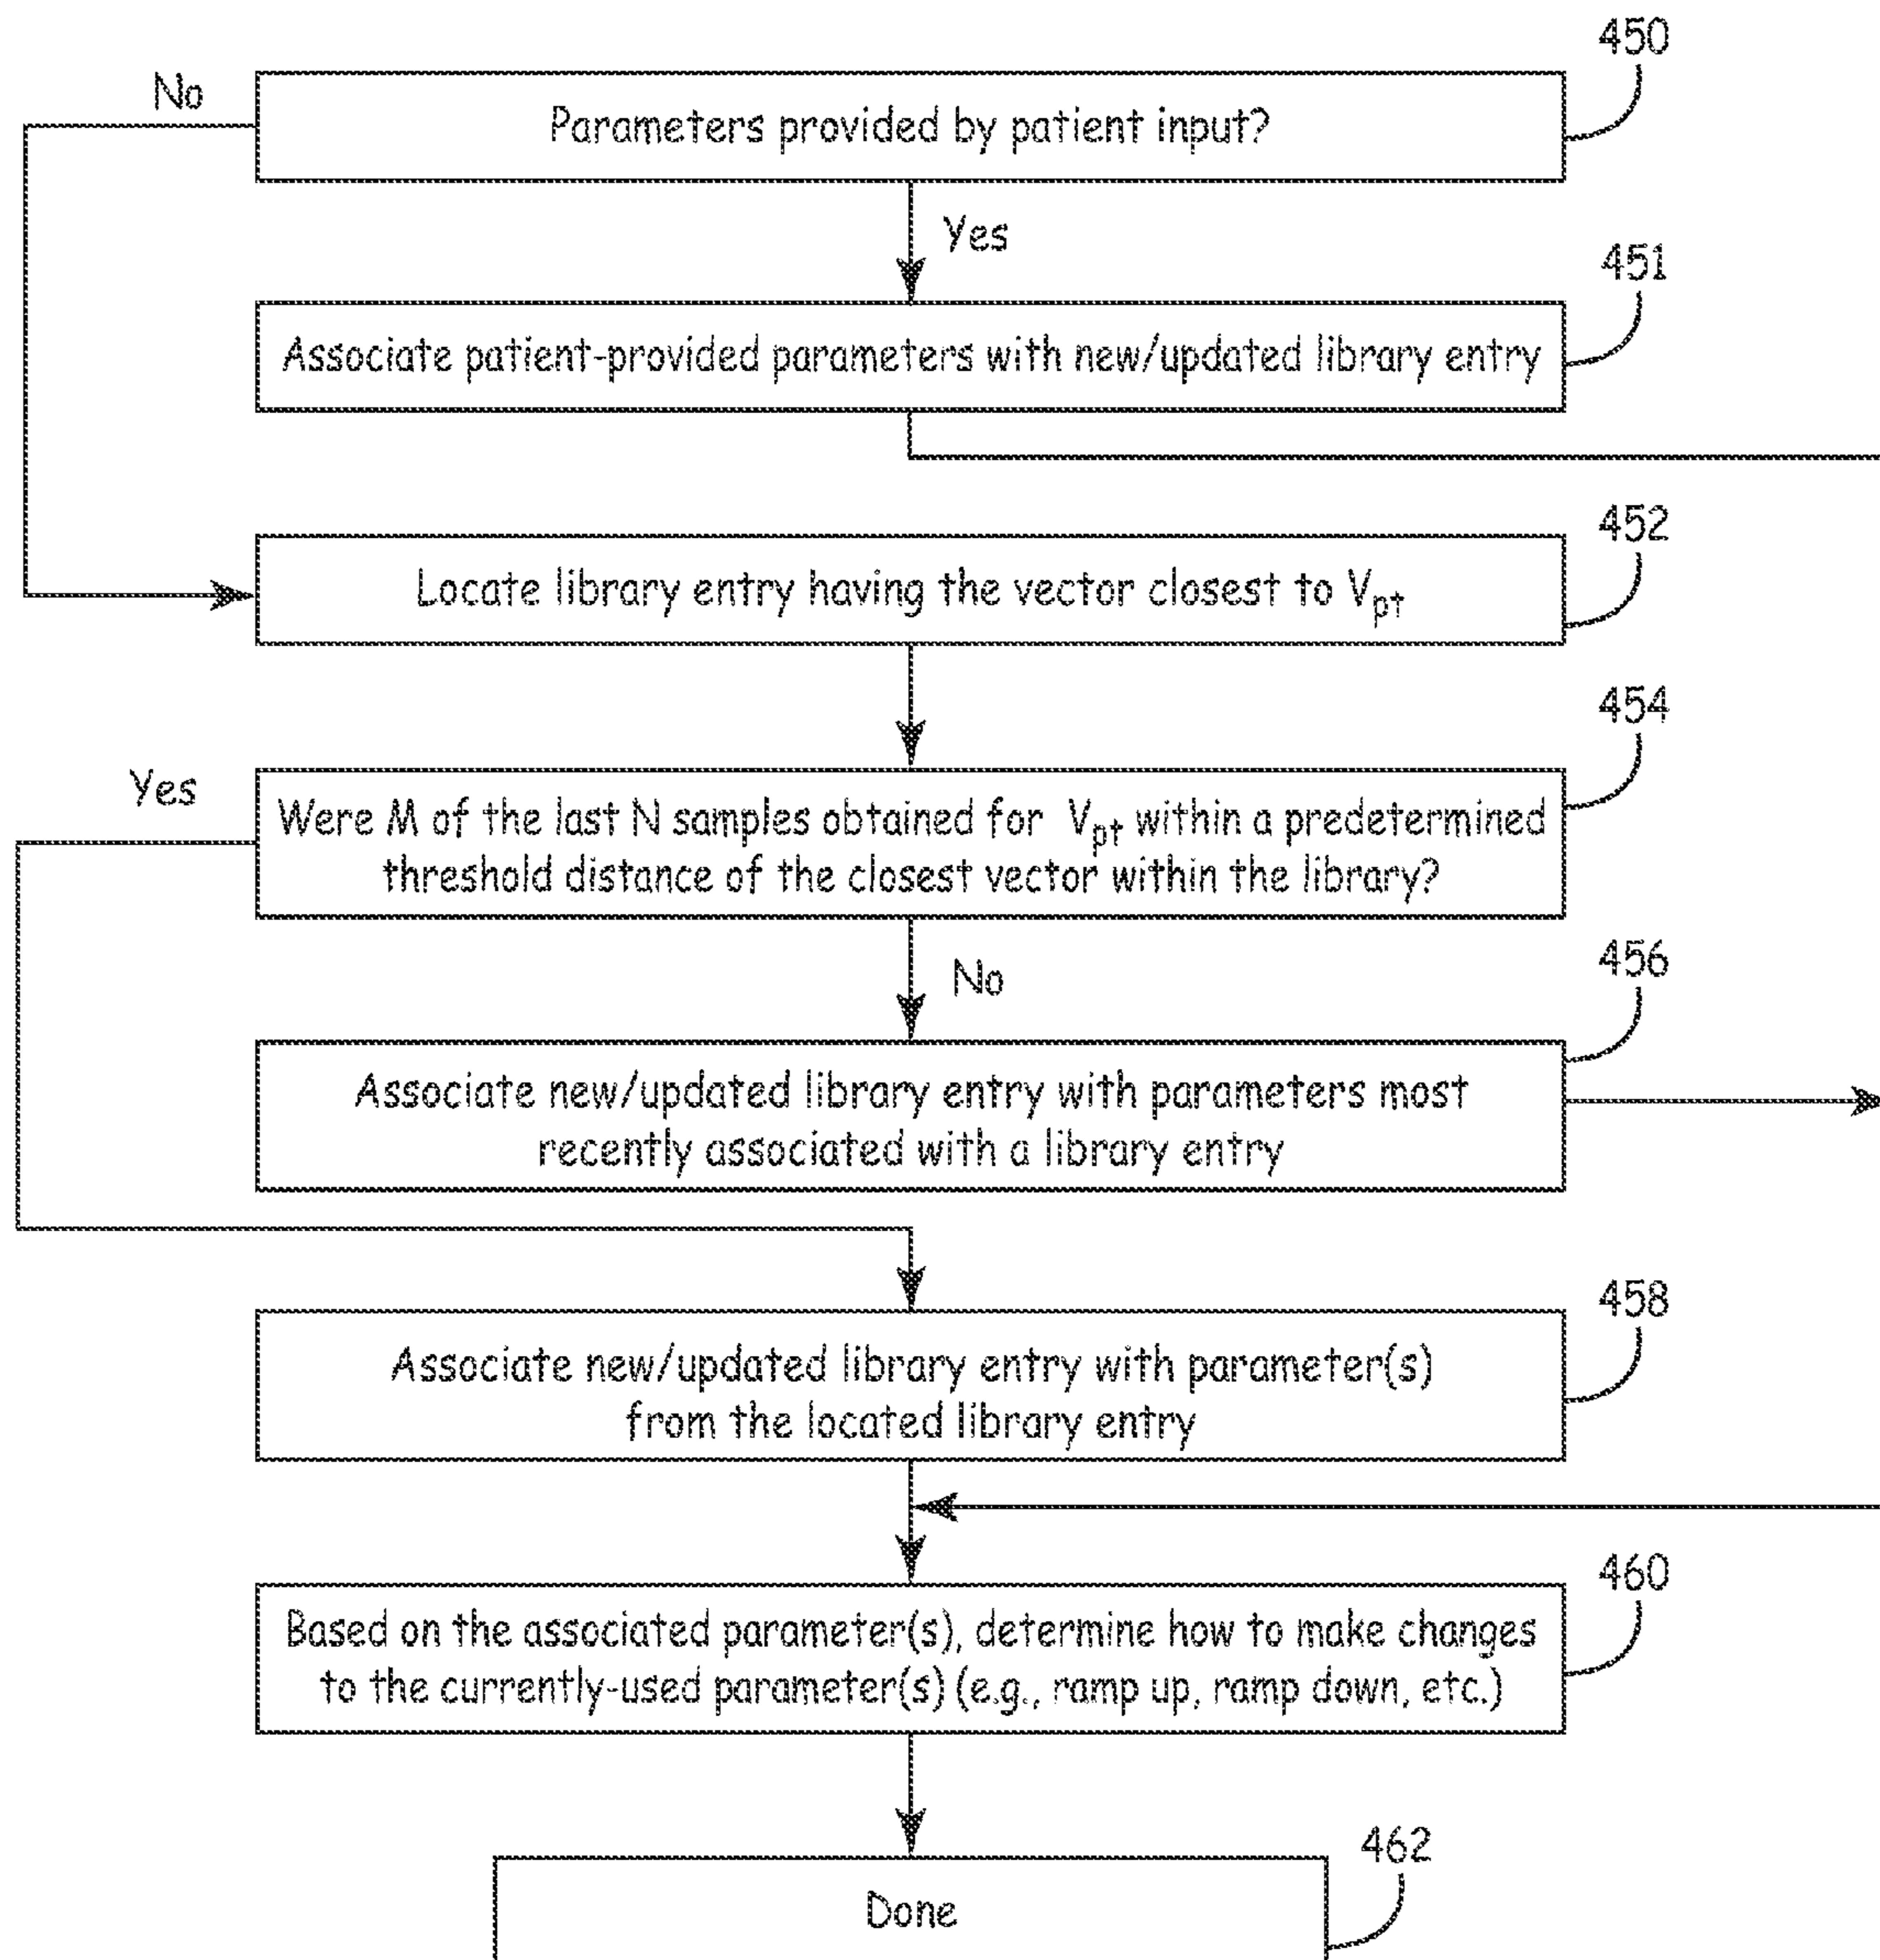 450
No
Parameters provided by patient input?
Yes
451
Associate patient-provided parameters with new/updated library entry
452
Locate library entry having the vector closest to Vpt
454
Yes
Were M of the last N samples obtained for Vpt within a predetermined
threshold distance of the closest vector within the library?
No
456
Associate new/updated library entry with parameters most
recently associated with a library entry
458
Associate new/updated library entry with parameter(s)
from the located library entry
460
Based on the associated parameter(s), determine how to make changes
to the currently-used parameter(s) (e.g., ramp up, ramp down, etc.)
462
Done